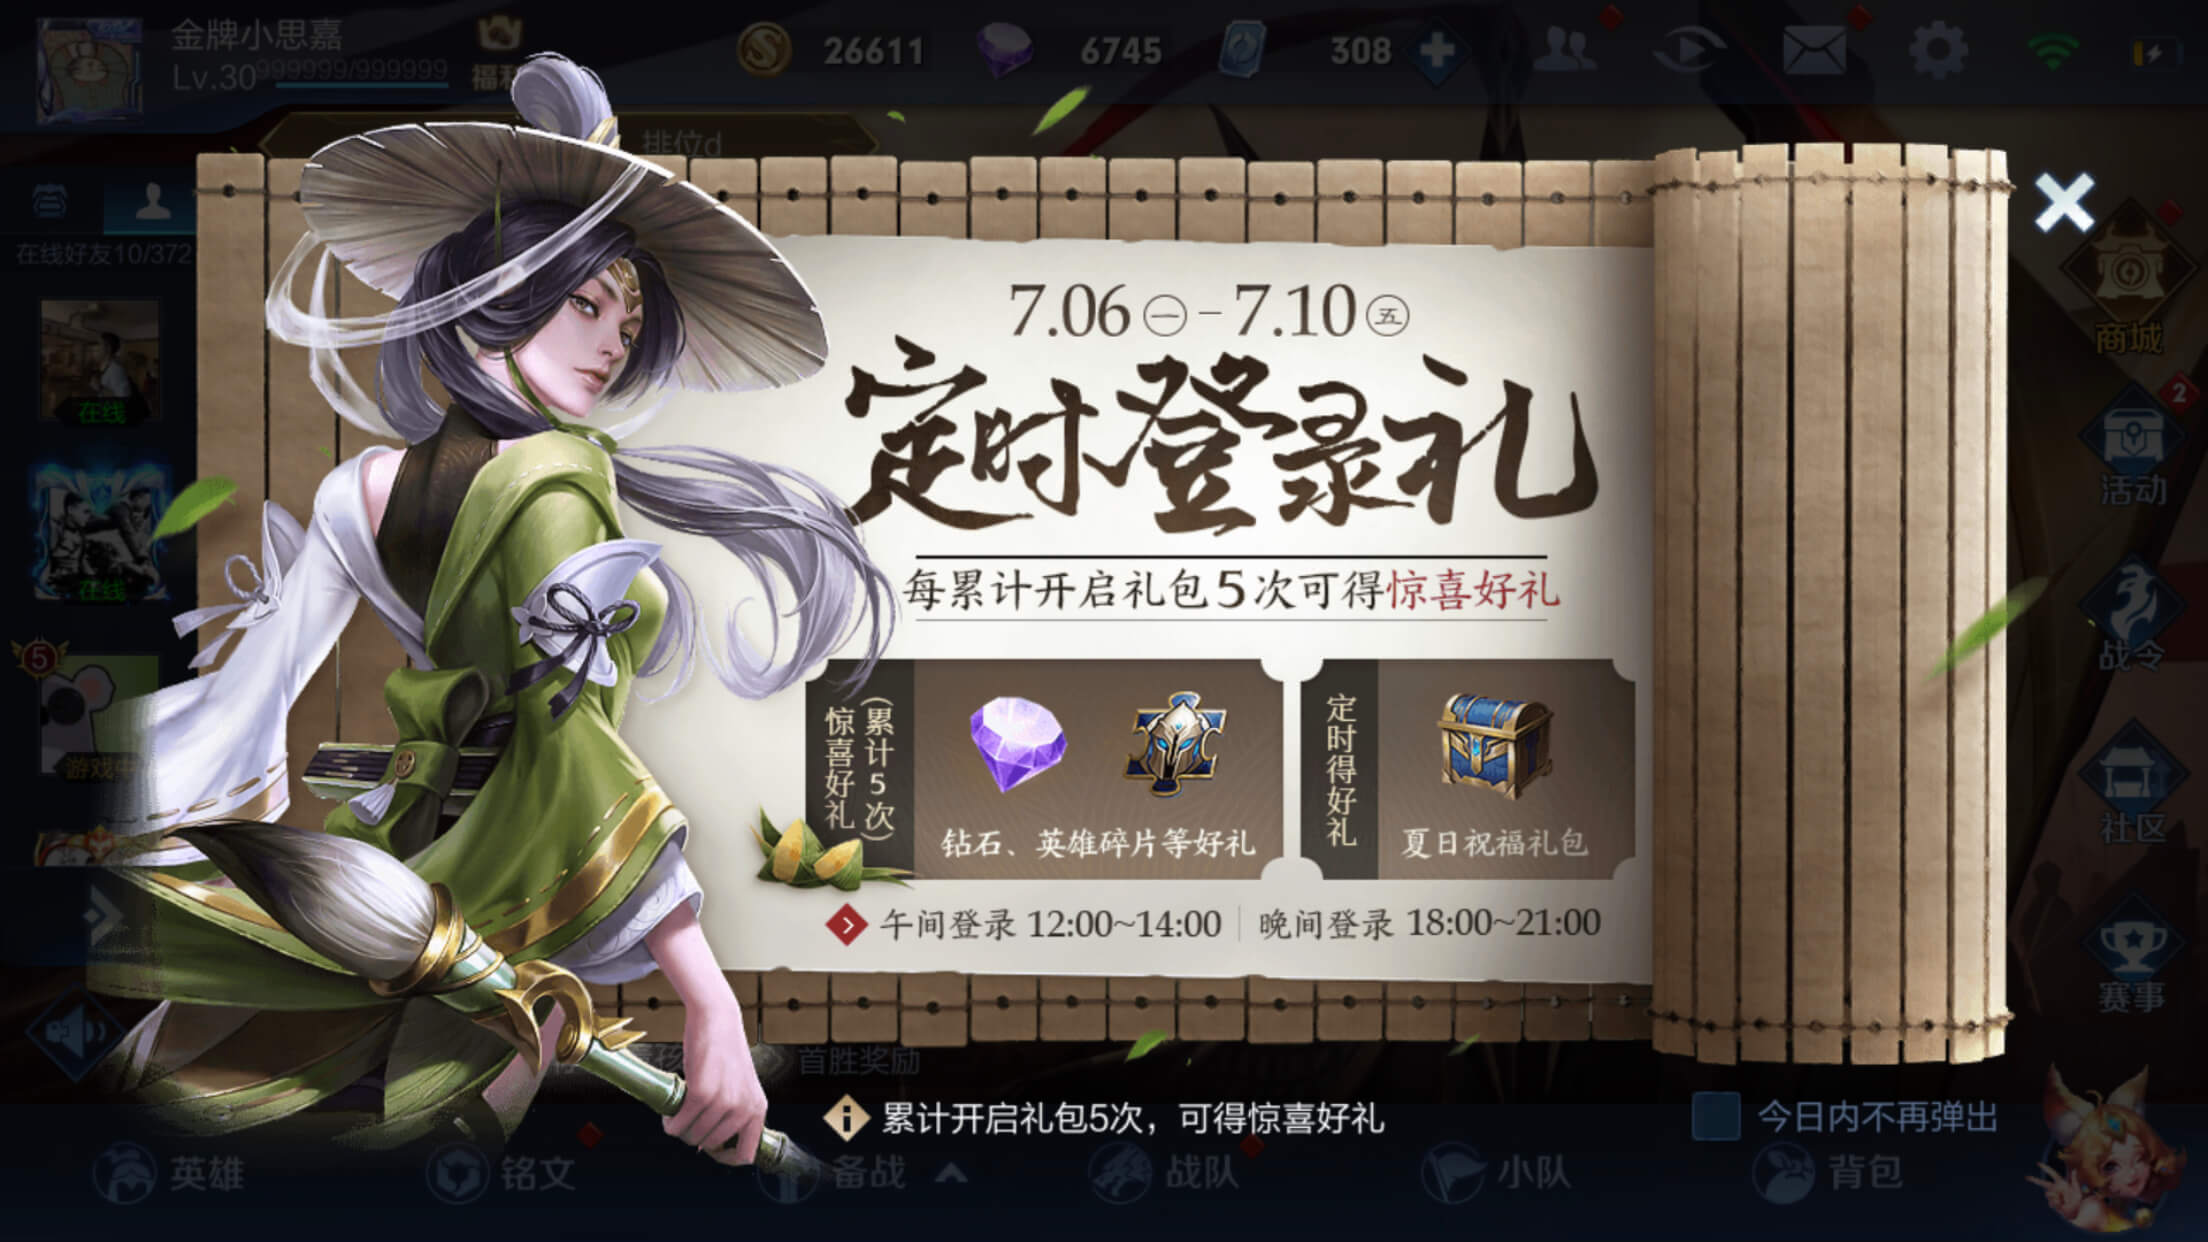 金牌小思嘉
Lv.30
999999/999999
26611
6745
308
排位
在线好友10/372
在线
在线
5
游戏中
7.06㊀-7.10㊄
定时登录礼
每累计开启礼包5次可得惊喜好礼
惊喜好礼
(累计5次)
钻石、英雄碎片等好礼
定时得好礼
夏日祝福礼包
午间登录 12:00~14:00
晚间登录 18:00~21:00
商城
2
活动
战令
社区
赛事
首胜奖励
累计开启礼包5次，可得惊喜好礼
今日内不再弹出
英雄
铭文
备战
战队
小队
背包